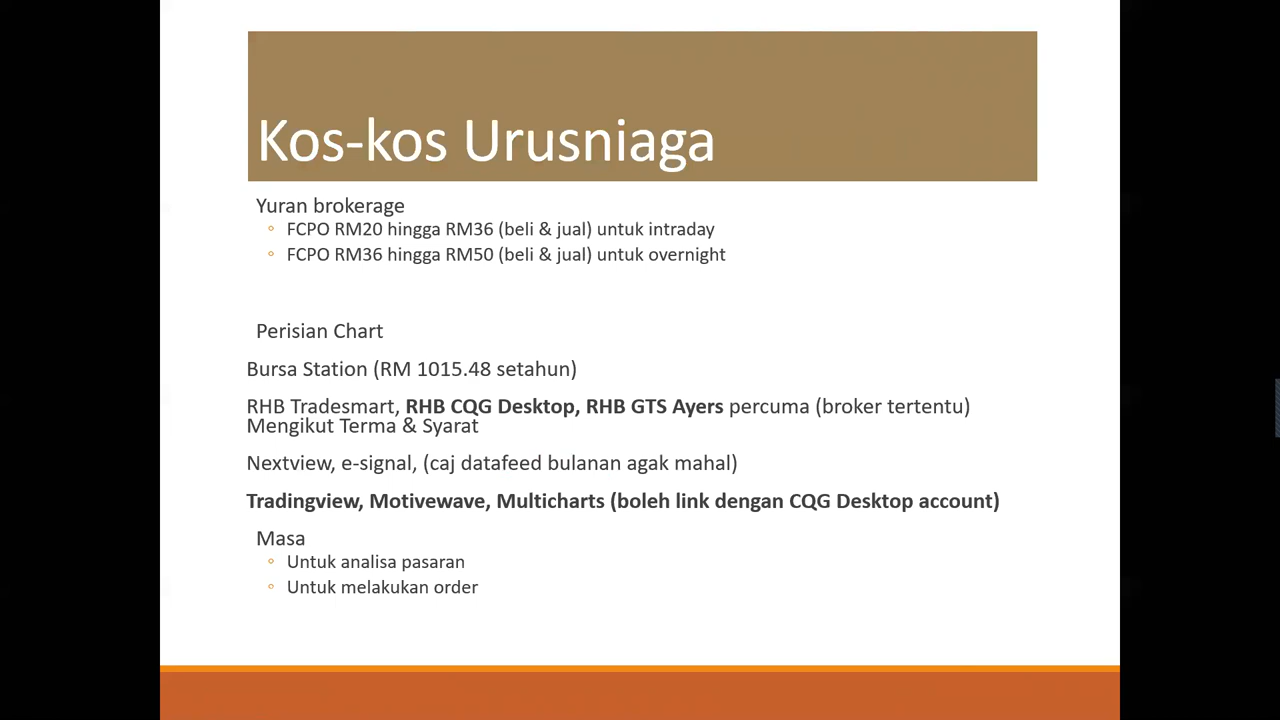 Kos-kos Urusniaga
Yuran brokerage
◦ FCPO RM20 hingga RM36 (beli & jual) untuk intraday
◦ FCPO RM36 hingga RM50 (beli & jual) untuk overnight
Perisian Chart
Bursa Station (RM 1015.48 setahun)
RHB Tradesmart, RHB CQG Desktop, RHB GTS Ayers percuma (broker tertentu)
Mengikut Terma & Syarat
Nextview, e-signal, (caj datafeed bulanan agak mahal)
Tradingview, Motivewave, Multicharts (boleh link dengan CQG Desktop account)
Masa
◦ Untuk analisa pasaran
◦ Untuk melakukan order